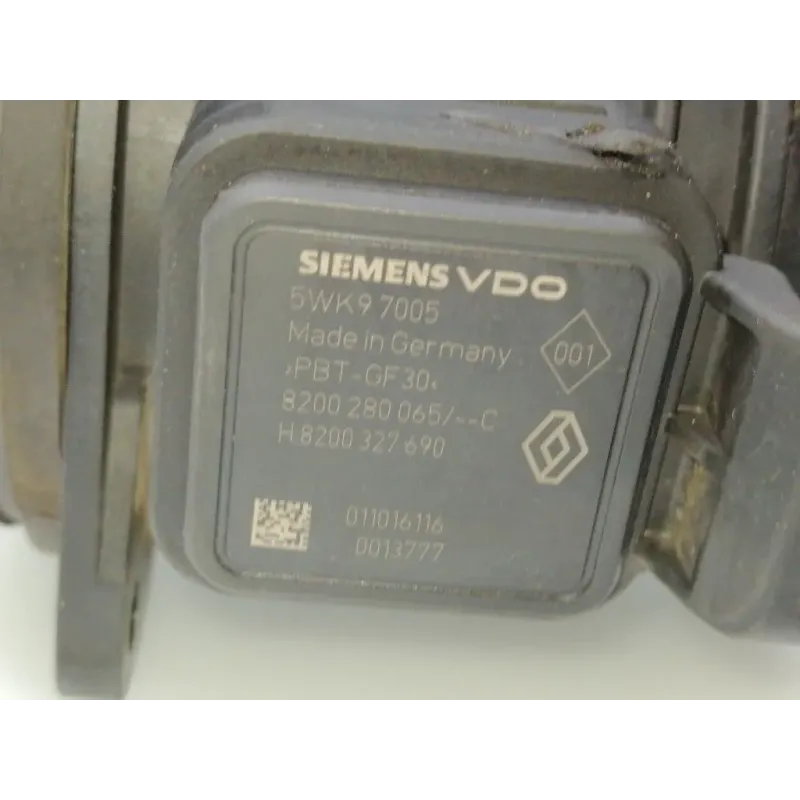 SIEMENS VDO
5WK9 7005
Made in Germany
001
›PBT-GF30‹
8200 280 065/--C
H 8200 327 690
011016116
0013777